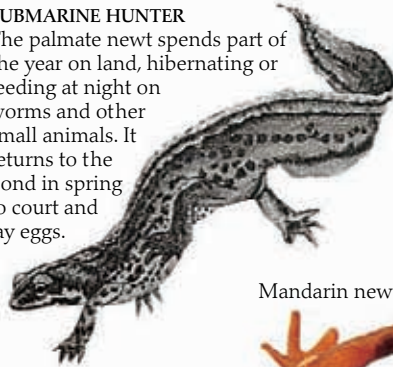 UBMARINE HUNTER
he palmate newt spends part of
he year on land, hibernating or
eeding at night on
vorms and other
mall animals. It
eturns to the
ond in spring
o court and
ay eggs.
Mandarin new